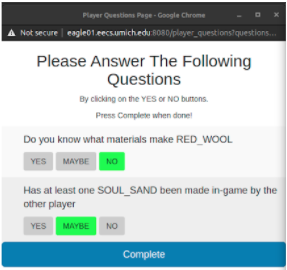 Player Questions Page - Google Chrome
Not secure | eagle01.eecs.umich.edu:8080/player_questions?questions...
Please Answer The Following
Questions
By clicking on the YES or NO buttons.
Press Complete when done!
Do you know what materials make RED_WOOL
YES MAYBE NO
Has at least one SOUL_SAND been made in-game by the
other player
YES MAYBE NO
Complete